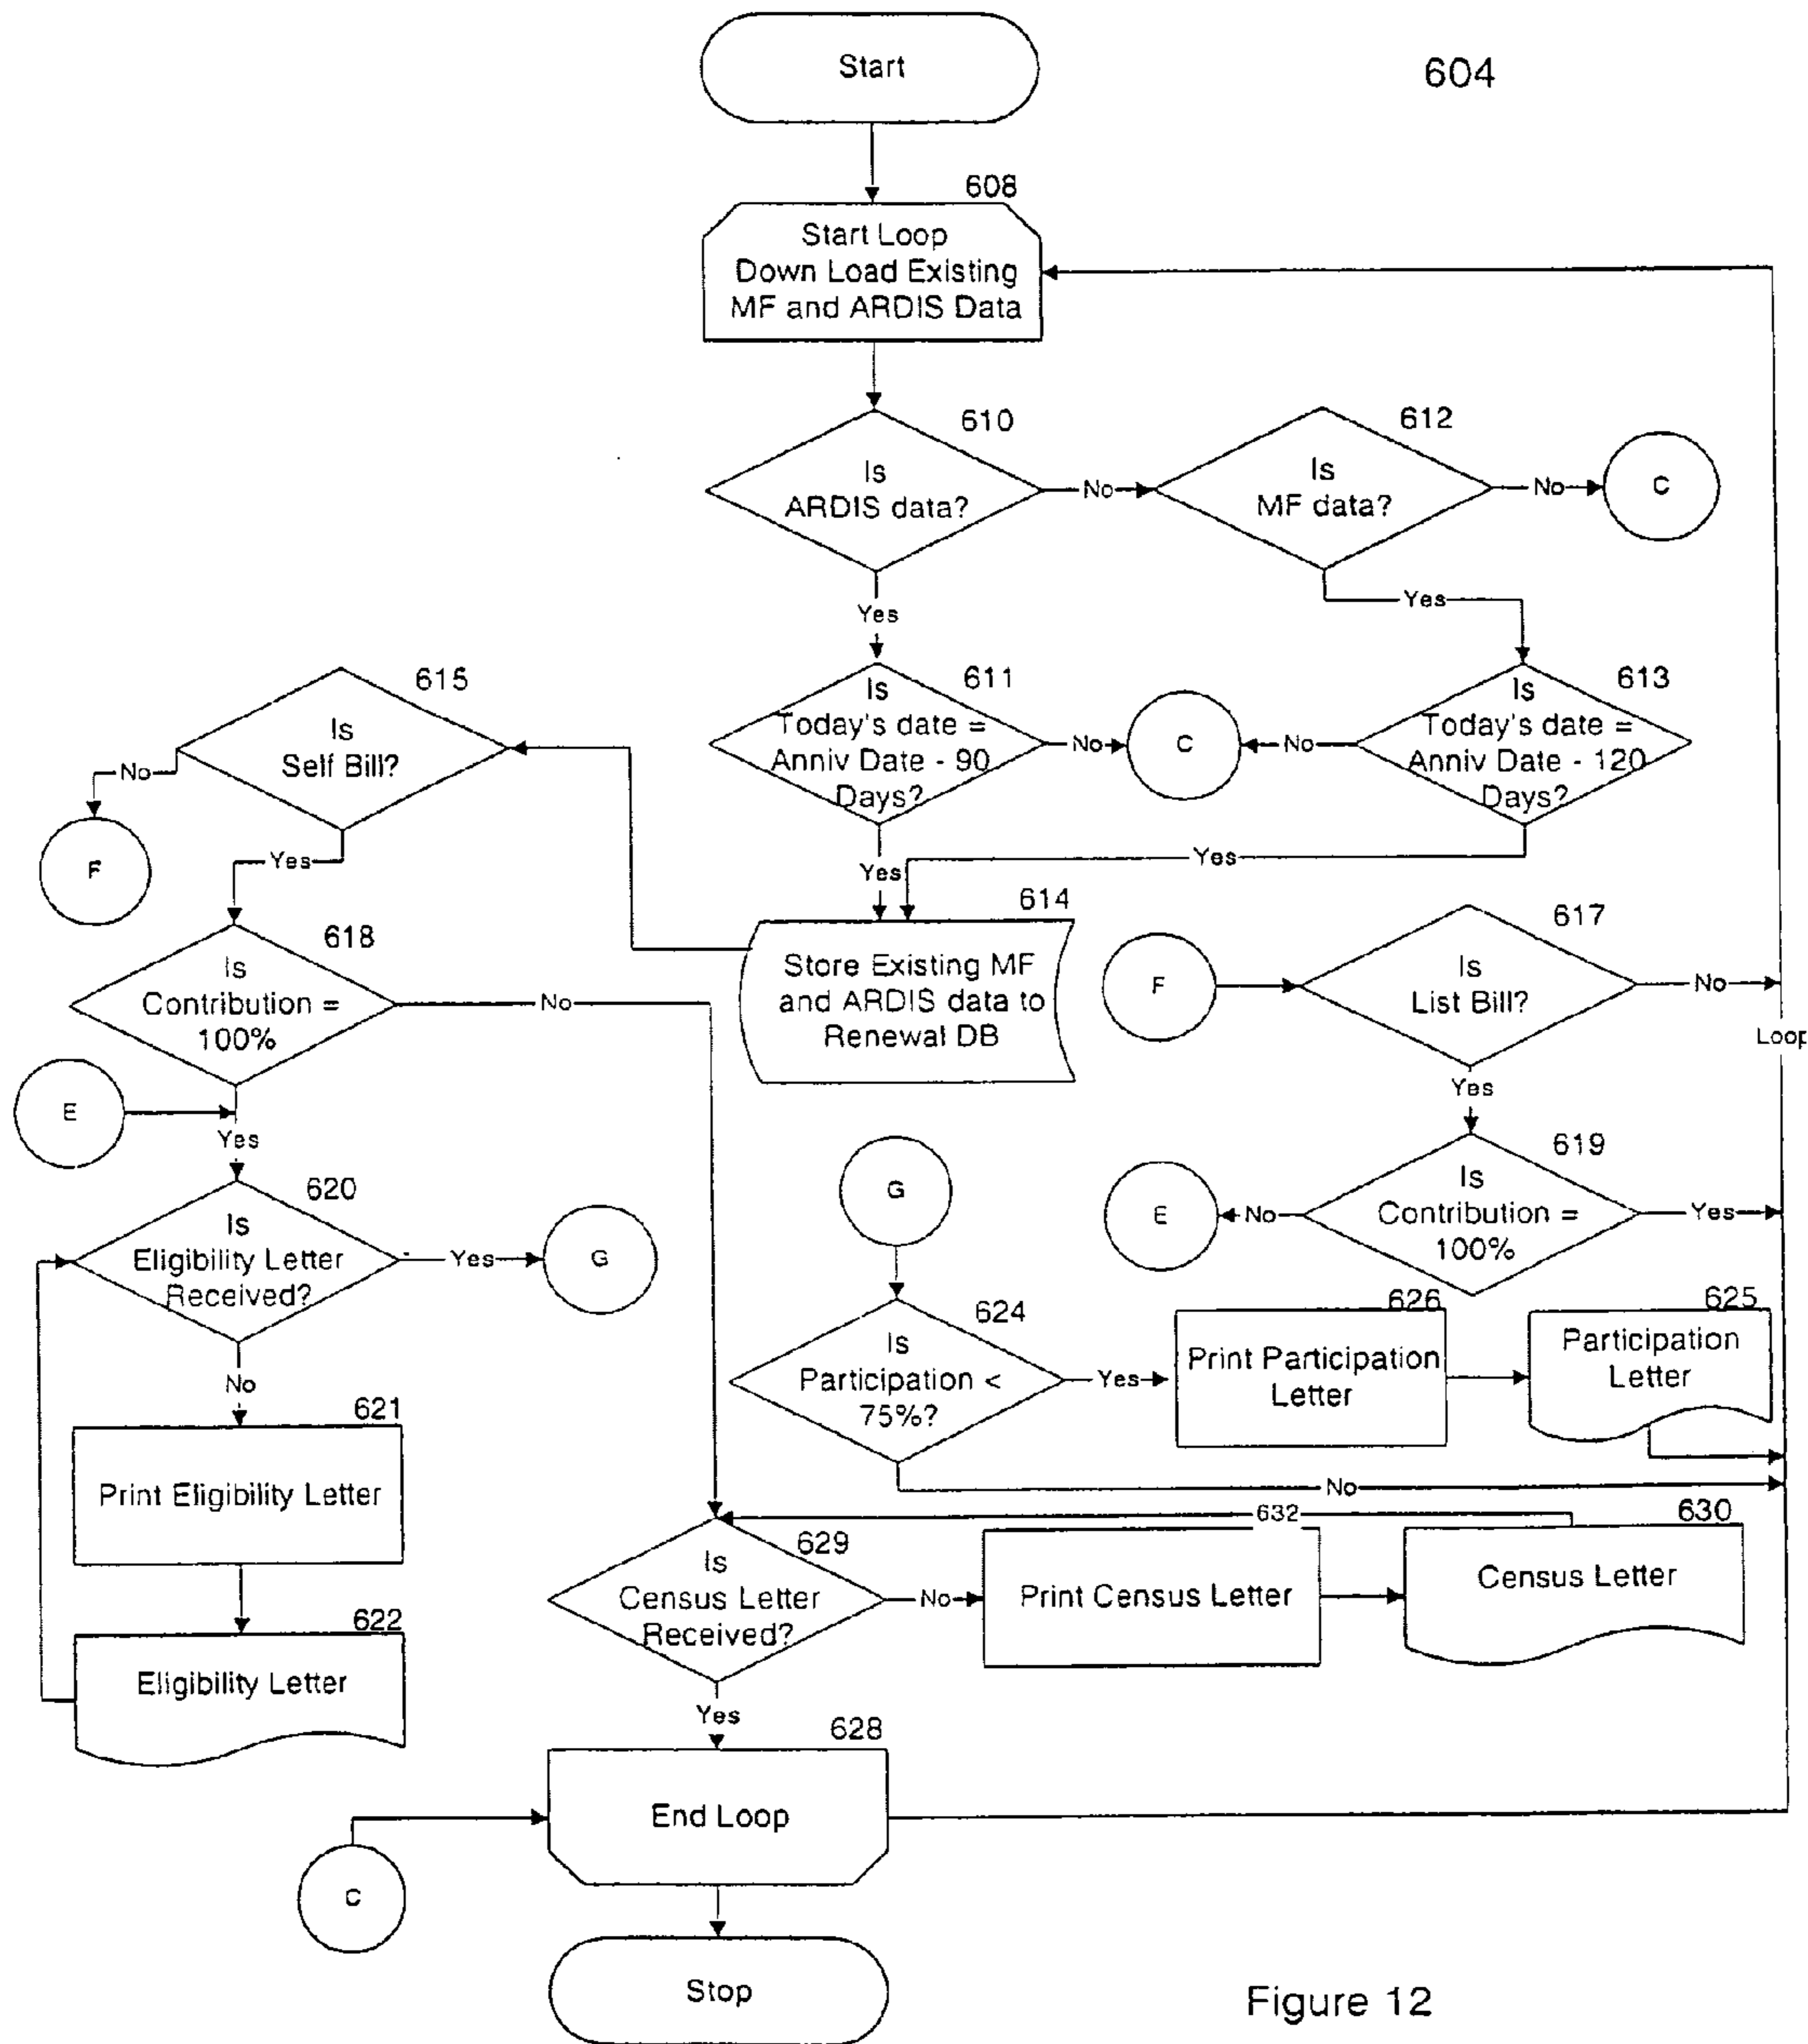 Start
604
608
Start Loop
Down Load Existing
MF and ARDIS Data
610
Is
ARDIS data?
No
612
Is
MF data?
No
C
Yes
Yes
615
Is
Self Bill?
No
F
Yes
611
Is
Today's date =
Anniv Date - 90
Days?
No
C
No
613
Is
Today's date =
Anniv Date - 120
Days?
Yes
Yes
614
Store Existing MF
and ARDIS data to
Renewal DB
618
Is
Contribution =
100%
No
F
617
Is
List Bill?
No
Loop
Yes
E
Yes
619
Is
Contribution =
100%
No
E
Yes
620
Is
Eligibility Letter
Received?
Yes
G
No
G
624
Is
Participation <
75%?
Yes
626
Print Participation
Letter
625
Participation
Letter
No
621
Print Eligibility Letter
622
Eligibility Letter
629
Is
Census Letter
Received?
No
632
Print Census Letter
630
Census Letter
Yes
628
End Loop
C
Stop
Figure 12